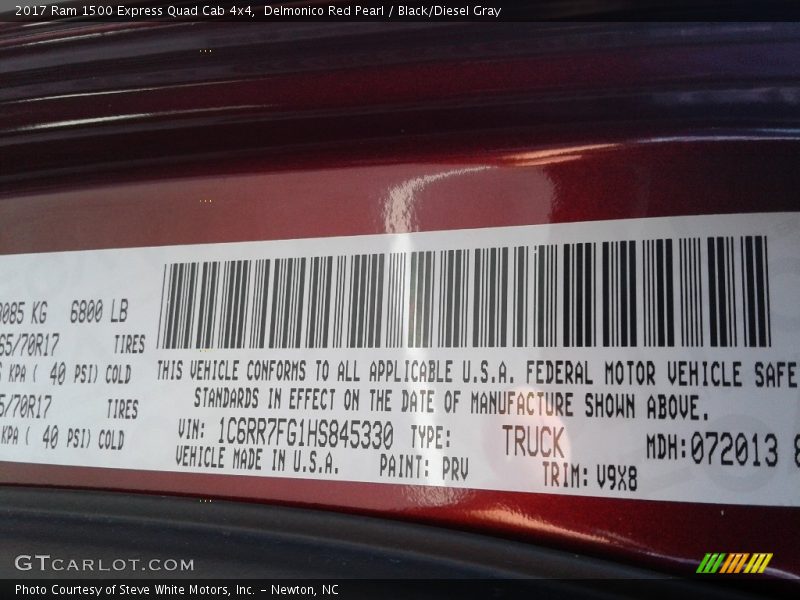 2017 Ram 1500 Express Quad Cab 4x4,  Delmonico Red Pearl / Black/Diesel Gray
085 KG 6800 LB
65/70R17 TIRES
KPA ( 40 PSI) COLD
5/70R17 TIRES
KPA ( 40 PSI) COLD
THIS VEHICLE CONFORMS TO ALL APPLICABLE U.S.A. FEDERAL MOTOR VEHICLE SAFE
STANDARDS IN EFFECT ON THE DATE OF MANUFACTURE SHOWN ABOVE.
VIN: 1C6RR7FG1HS845330 TYPE: TRUCK MDH:072013 8
VEHICLE MADE IN U.S.A. PAINT: PRV TRIM: V9X8
GTCARLOT.COM
Photo Courtesy of Steve White Motors, Inc. – Newton, NC